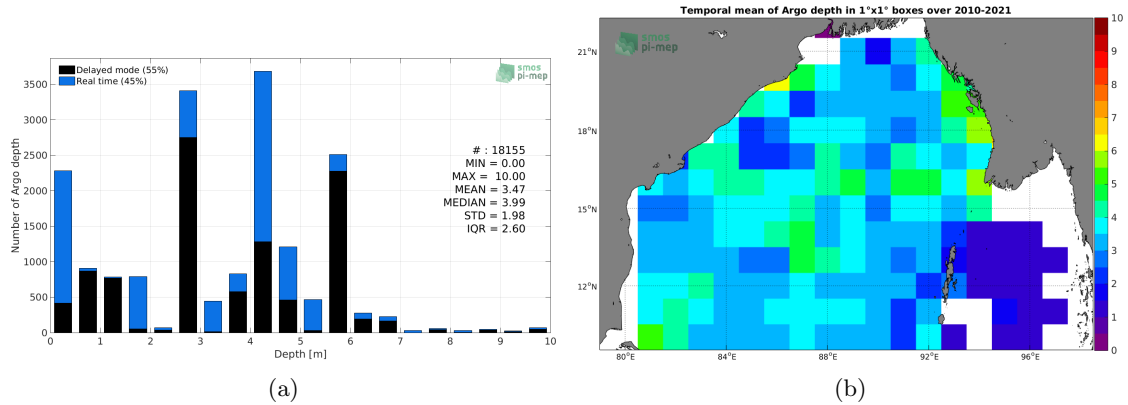 smos
pi-mep
Delayed mode (55%)
Real time (45%)
Number of Argo depth
3500
3000
2500
2000
1500
1000
500
0
# : 18155
MIN = 0.00
MAX = 10.00
MEAN = 3.47
MEDIAN = 3.99
STD = 1.98
IQR = 2.60
0 1 2 3 4 5 6 7 8 9 10
Depth [m]
(a)
Temporal mean of Argo depth in 1°x1° boxes over 2010-2021
smos
pi-mep
21°N
18°N
15°N
12°N
80°E 84°E 88°E 92°E 96°E
10
9
8
7
6
5
4
3
2
1
0
(b)